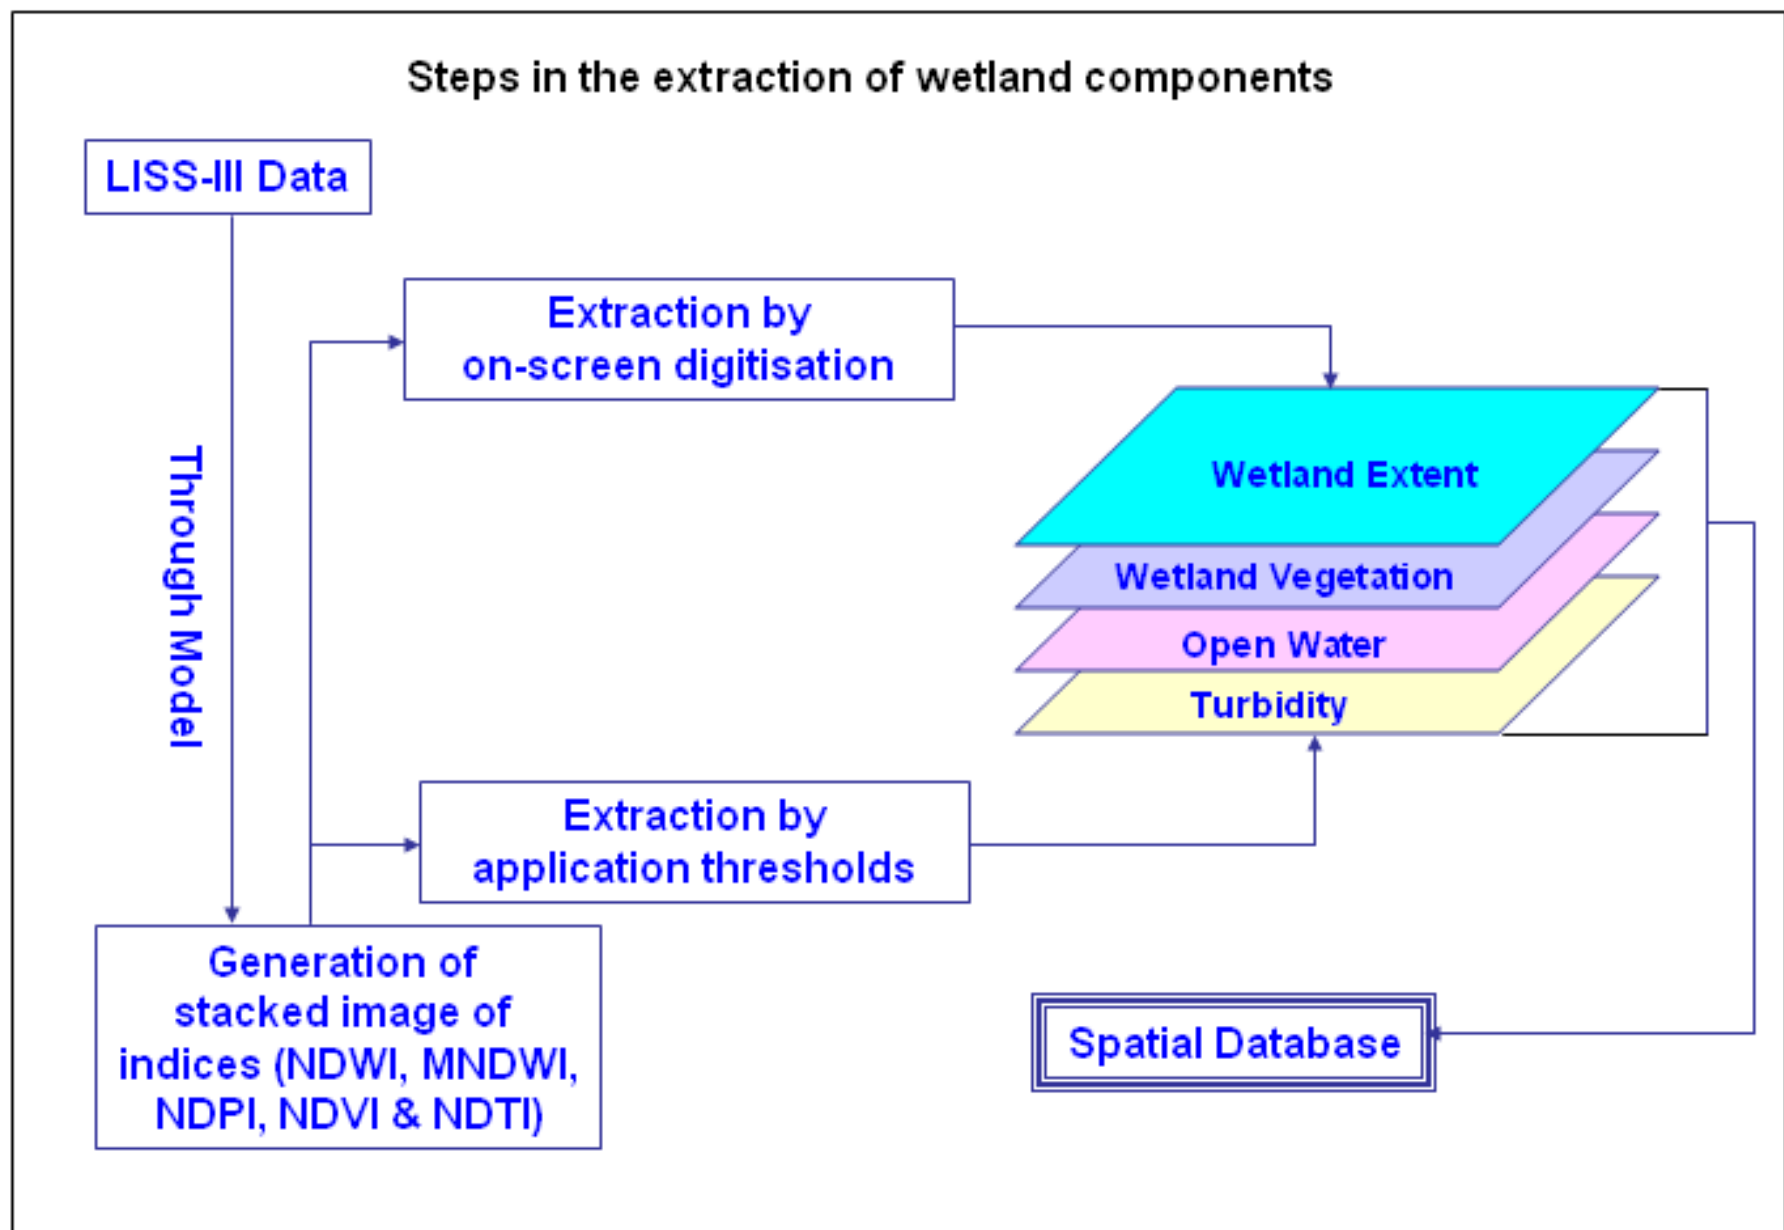 Steps in the extraction of wetland components
LISS-III Data
Through Model
Extraction by
on-screen digitisation
Wetland Extent
Wetland Vegetation
Open Water
Turbidity
Extraction by
application thresholds
Generation of
stacked image of
indices (NDWI, MNDWI,
NDPI, NDVI & NDTI)
Spatial Database